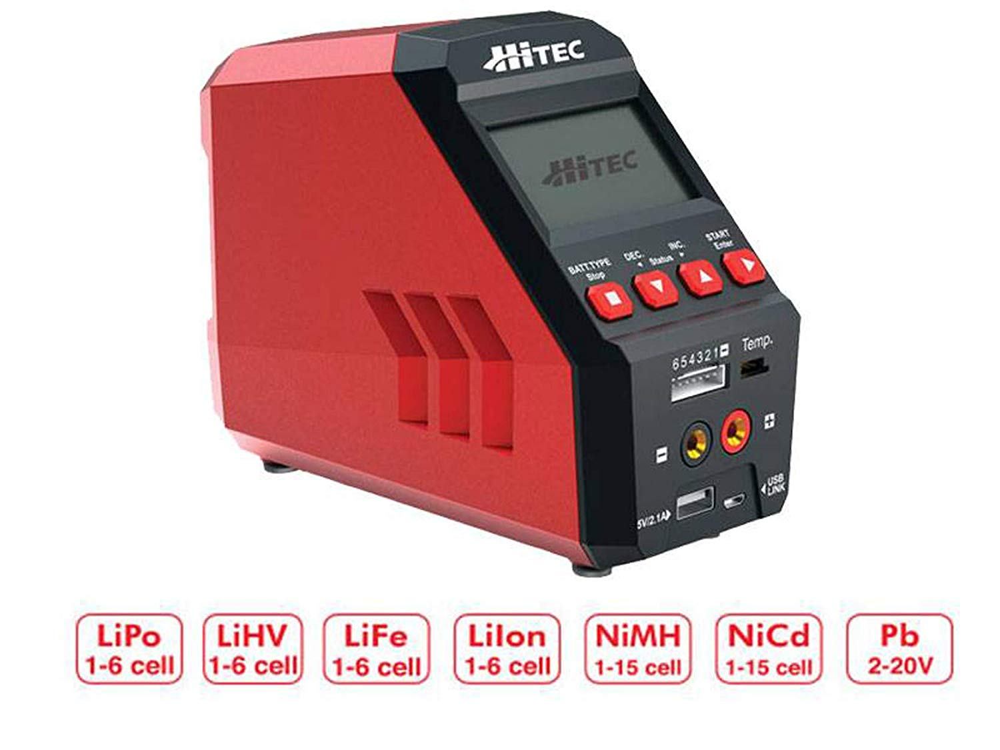 HiTEC
HiTEC
BATT.TYPE
Stop
DEC.
Status
INC.
START
Enter
Temp.
654321-
-
+
5V/2.1A
USB
LINK
LiPo
1-6 cell
LiHV
1-6 cell
LiFe
1-6 cell
LiIon
1-6 cell
NiMH
1-15 cell
NiCd
1-15 cell
Pb
2-20V